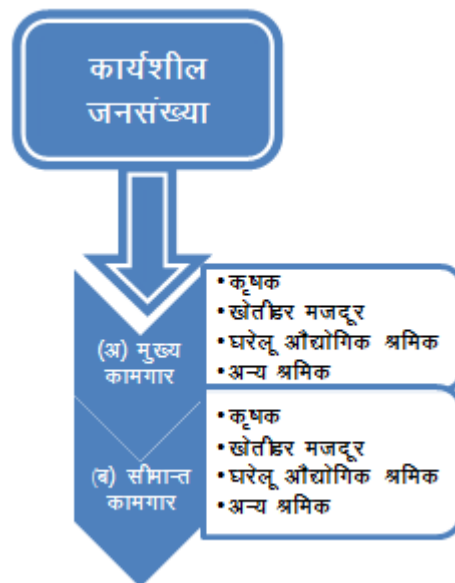 कार्यशील
जनसंख्या
(अ) मुख्य
कामगार
•कृषक
•खेतीहर मजदूर
•घरेलू औद्योगिक श्रमिक
•अन्य श्रमिक
(ब) सीमान्त
कामगार
•कृषक
•खेतीहर मजदूर
•घरेलू औद्योगिक श्रमिक
•अन्य श्रमिक